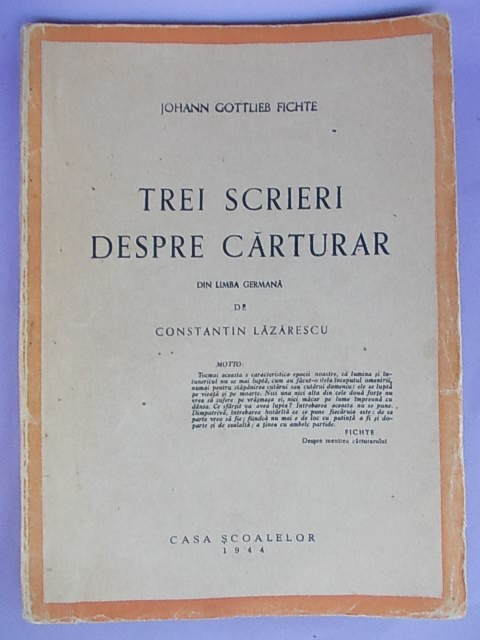 JOHANN GOTTLIEB FICHTE
TREI SCRIERI
DESPRE CĂRTURAR
DIN LIMBA GERMANĂ
DE
CONSTANTIN LĂZĂRESCU
MOTTO:
Tocmai aceasta e caracteristica epocii noastre, că lumina și în-
tunericul nu se mai luptă, cum au făcut-o dela începutul omenirii,
numai pentru stăpânirea cutărui sau cutărui domeniu: ele se luptă
pe vieață și pe moarte. Nici una nici alta din cele două forțe nu
vrea să sufere pe vrăjmașa ei, nici măcar pe lume împreună cu
dânsa. Ce sfârșit va avea lupta? Întrebarea aceasta nu se pune.
Dimpotrivă, întrebarea hotărîtă ce se pune fiecăruia este: de ce
parte vreo să fie; fiindcă nu mai e de loc cu putință a fi și de o
parte și de cealaltă; a ținea cu ambele partide.
FICHTE
Despre menirea cărturarului
CASA ȘCOALELOR
1944